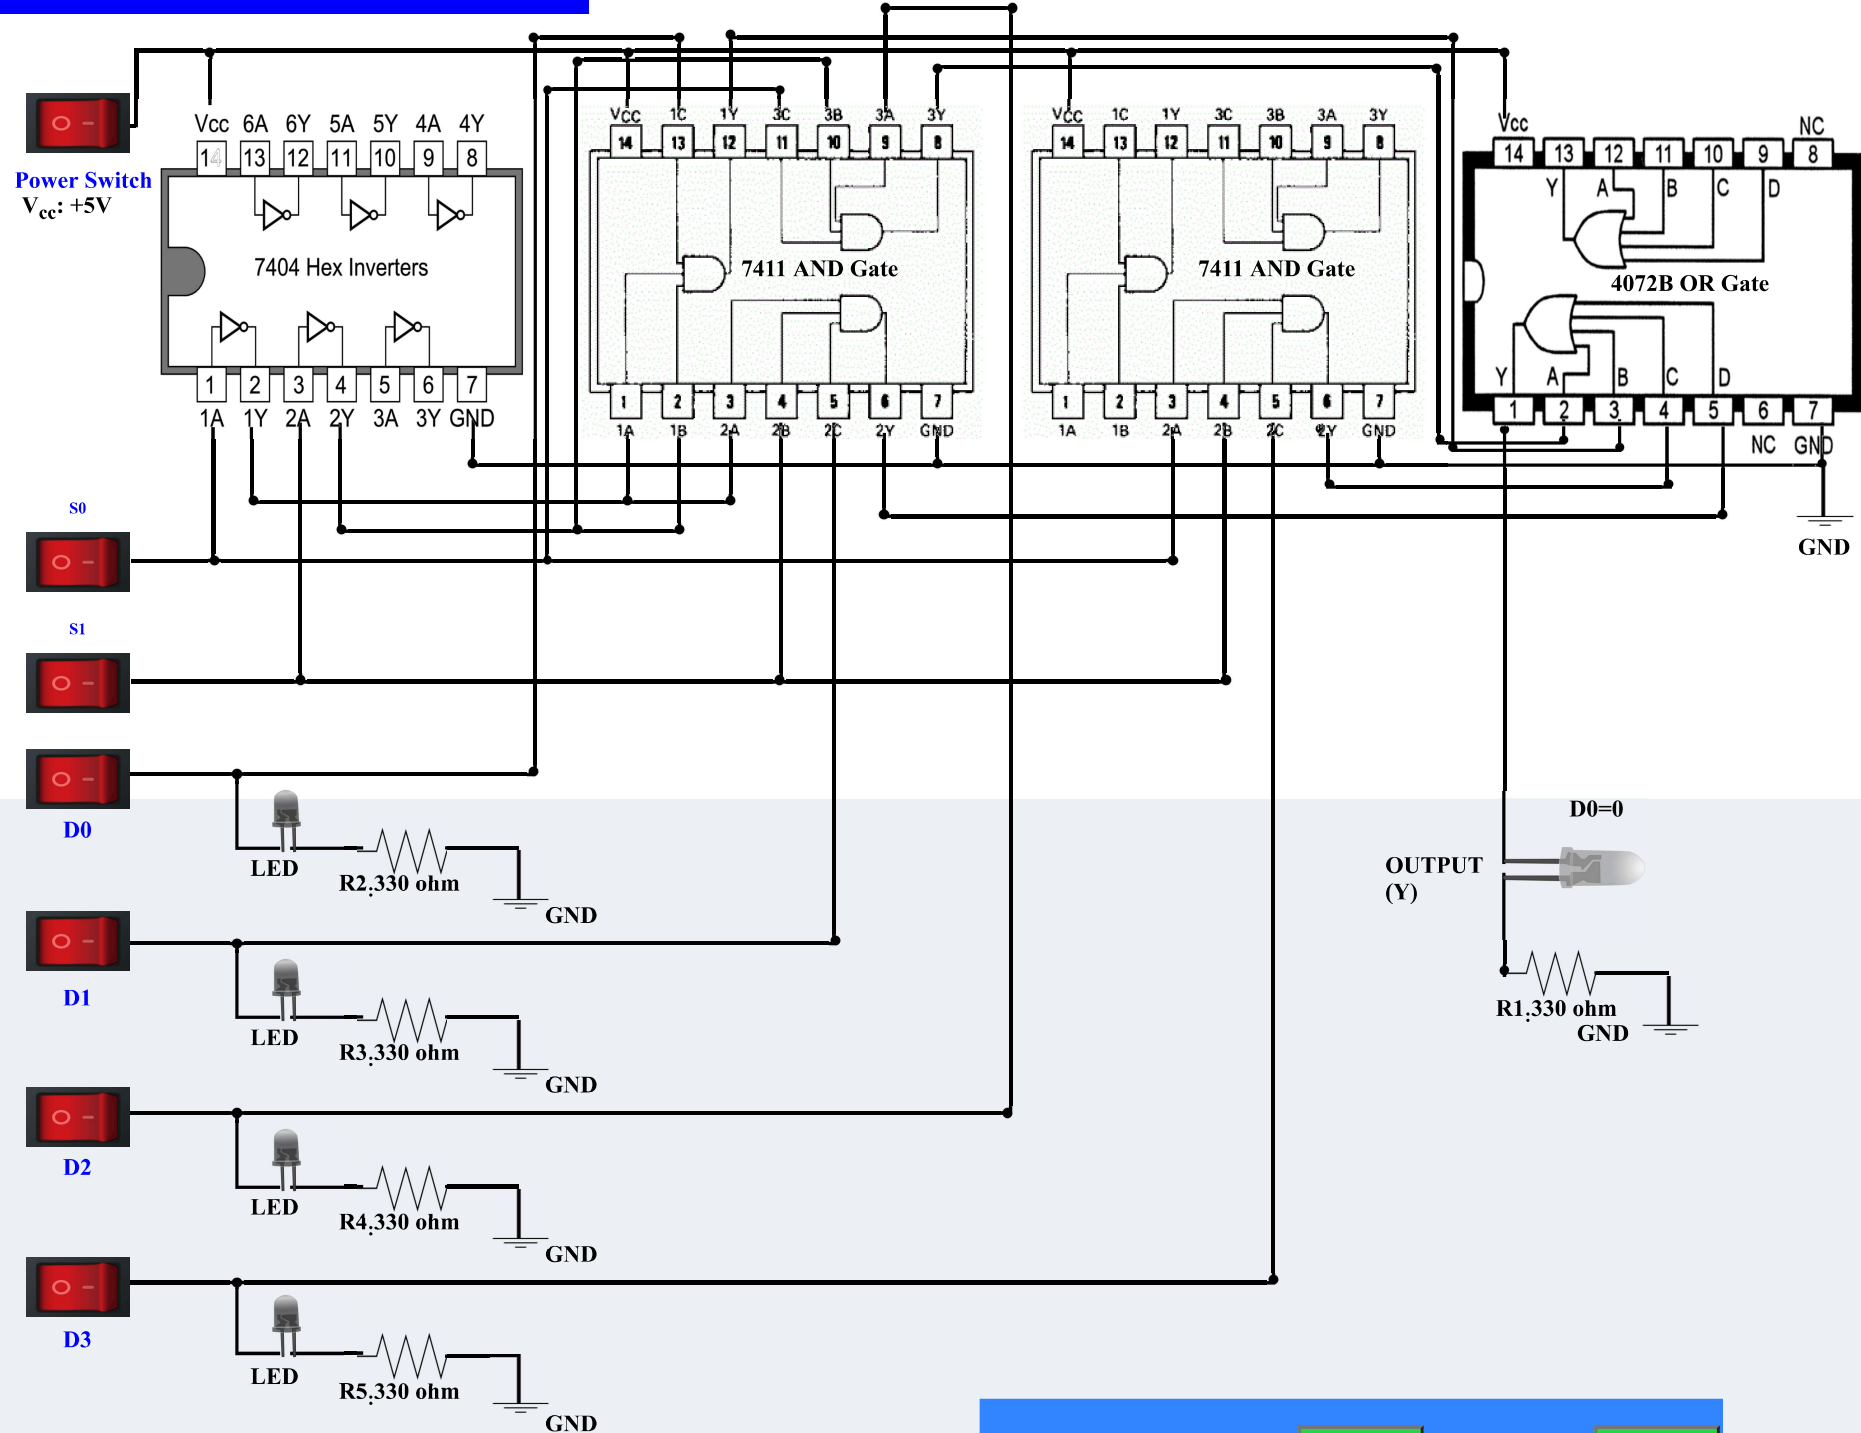 Power Switch
Vcc: +5V
Vcc 6A 6Y 5A 5Y 4A 4Y
14 13 12 11 10 9 8
7404 Hex Inverters
1 2 3 4 5 6 7
1A 1Y 2A 2Y 3A 3Y GND
VCC 1C 1Y 3C 3B 3A 3Y
14 13 12 11 10 9 8
7411 AND Gate
1 2 3 4 5 6 7
1A 1B 2A 2B 2C 2Y GND
VCC 1C 1Y 3C 3B 3A 3Y
14 13 12 11 10 9 8
7411 AND Gate
1 2 3 4 5 6 7
1A 1B 2A 2B 2C 2Y GND
Vcc NC
14 13 12 11 10 9 8
Y A B C D
4072B OR Gate
Y A B C D
1 2 3 4 5 6 7
NC GND
GND
S0
S1
D0
LED
R2:330 ohm
GND
D1
LED
R3:330 ohm
GND
D2
LED
R4:330 ohm
GND
D3
LED
R5:330 ohm
GND
D0=0
OUTPUT
(Y)
R1:330 ohm
GND